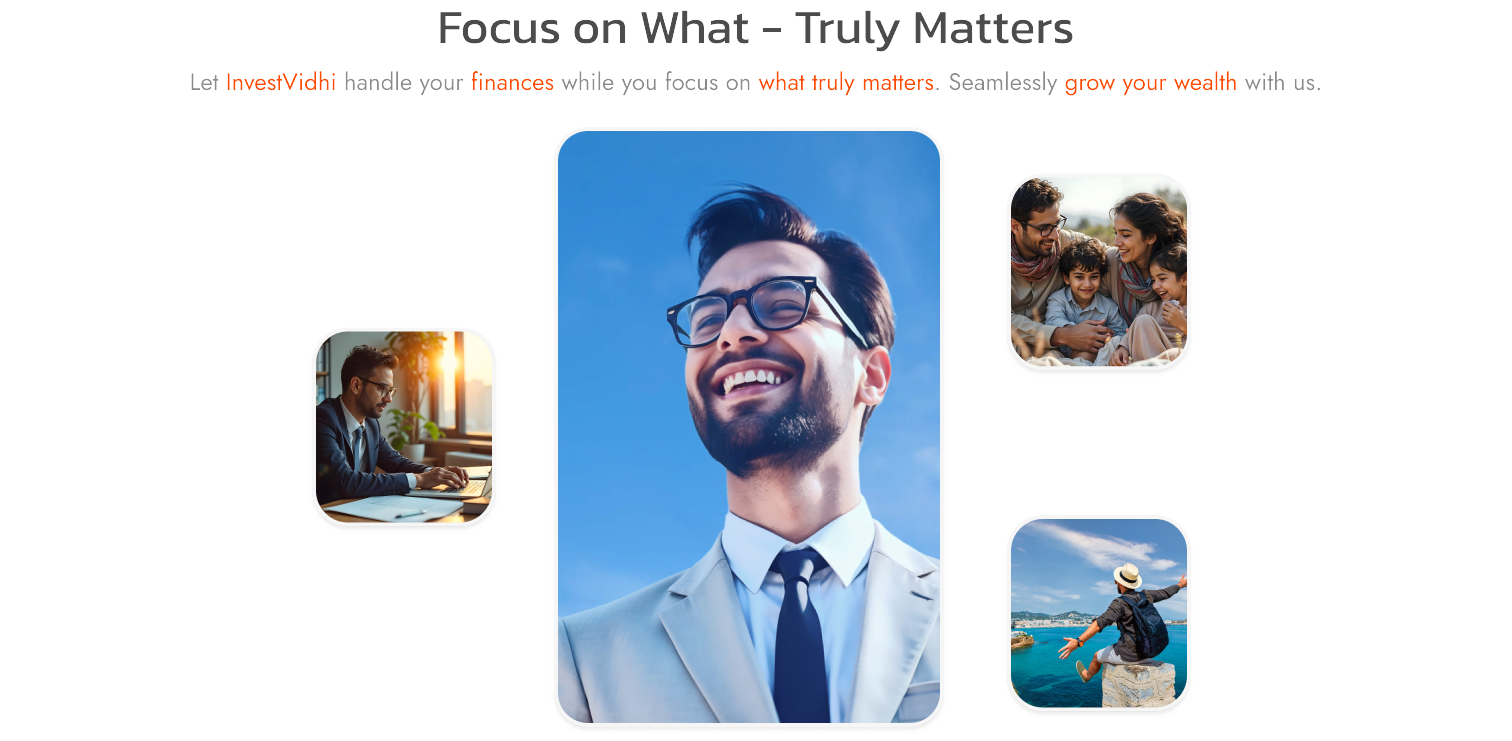 Focus on What – Truly Matters
Let InvestVidhi handle your finances while you focus on what truly matters. Seamlessly grow your wealth with us.